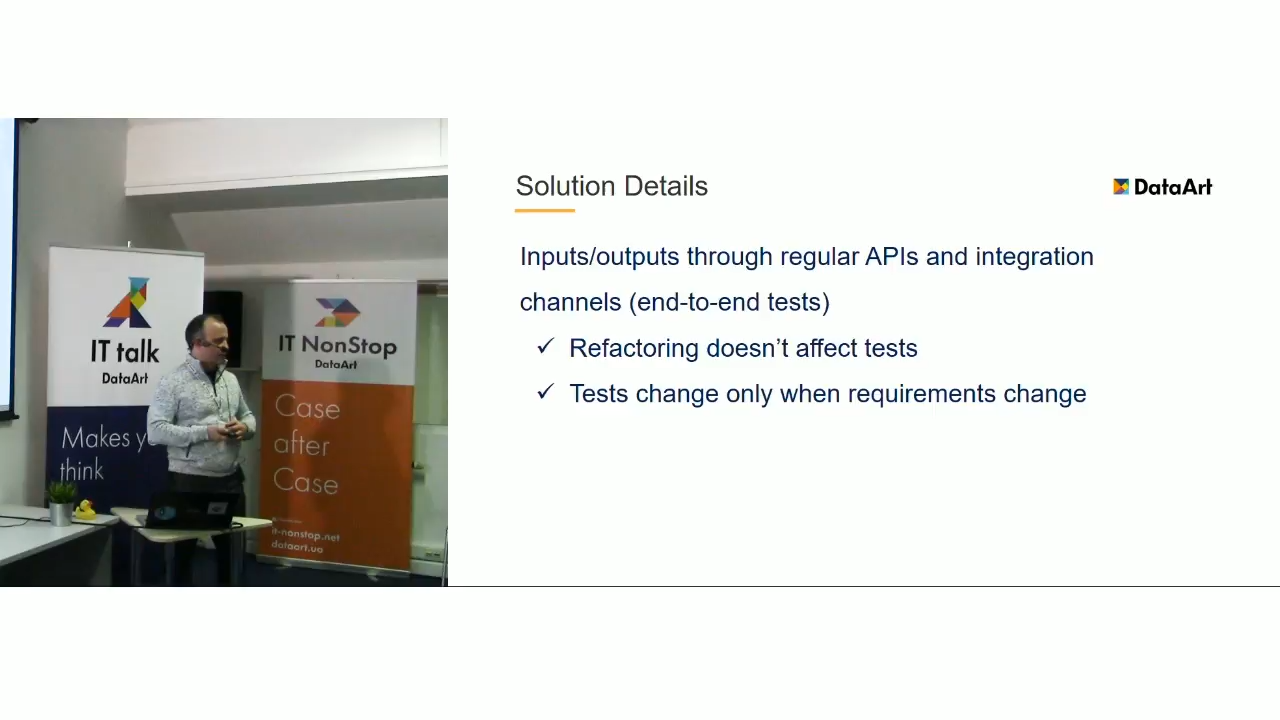 IT talk
DataArt
Makes
think
IT NonStop
DataArt
Case
after
Case
it-nonstop.net
dataart.ua
Solution Details
DataArt
Inputs/outputs through regular APIs and integration
channels (end-to-end tests)
✓ Refactoring doesn’t affect tests
✓ Tests change only when requirements change